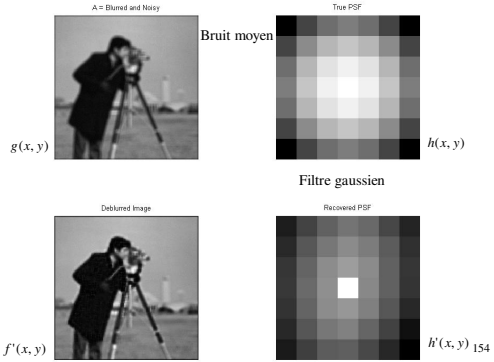 A = Blurred and Noisy
True PSF
Bruit moyen
g(x, y)
h(x, y)
Filtre gaussien
Deblurred Image
Recovered PSF
f'(x, y)
h'(x, y)
154